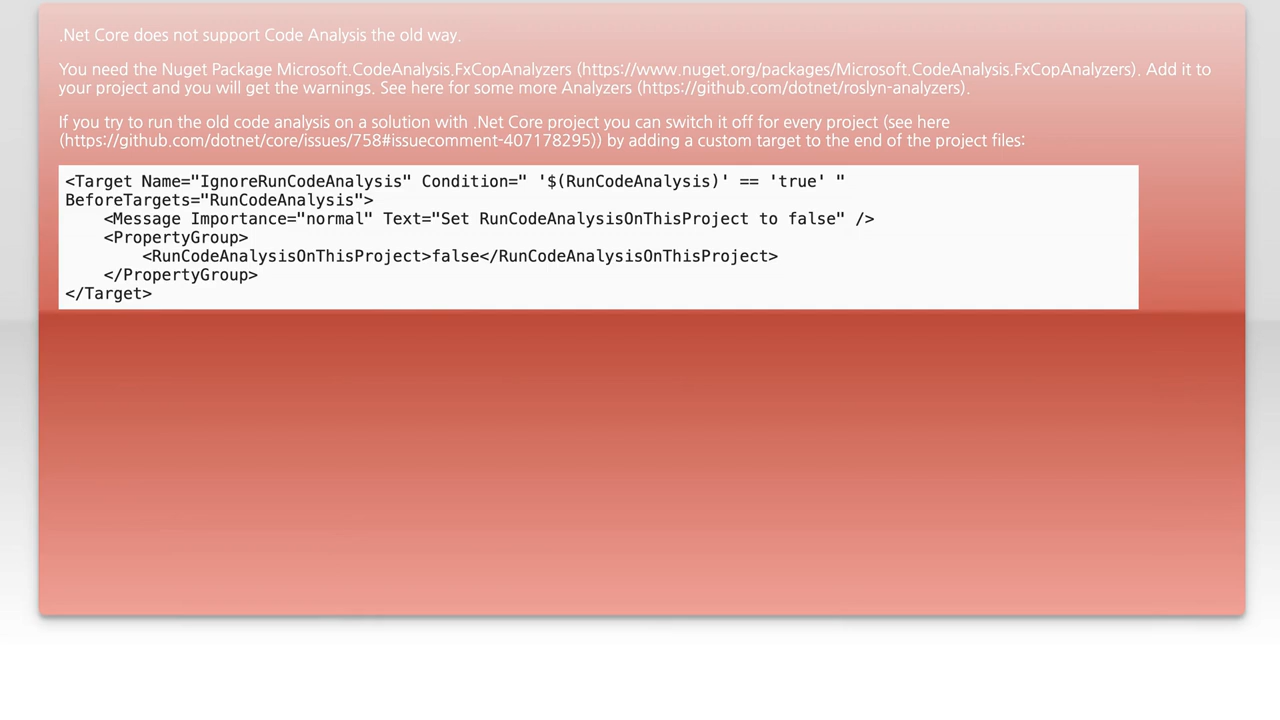 .Net Core does not support Code Analysis the old way.
You need the Nuget Package Microsoft.CodeAnalysis.FxCopAnalyzers (https://www.nuget.org/packages/Microsoft.CodeAnalysis.FxCopAnalyzers). Add it to
your project and you will get the warnings. See here for some more Analyzers (https://github.com/dotnet/roslyn-analyzers).
If you try to run the old code analysis on a solution with .Net Core project you can switch it off for every project (see here
(https://github.com/dotnet/core/issues/758#issuecomment-407178295)) by adding a custom target to the end of the project files:
<Target Name="IgnoreRunCodeAnalysis" Condition=" '$(RunCodeAnalysis)' == 'true' "
BeforeTargets="RunCodeAnalysis">
    <Message Importance="normal" Text="Set RunCodeAnalysisOnThisProject to false" />
    <PropertyGroup>
        <RunCodeAnalysisOnThisProject>false</RunCodeAnalysisOnThisProject>
    </PropertyGroup>
</Target>